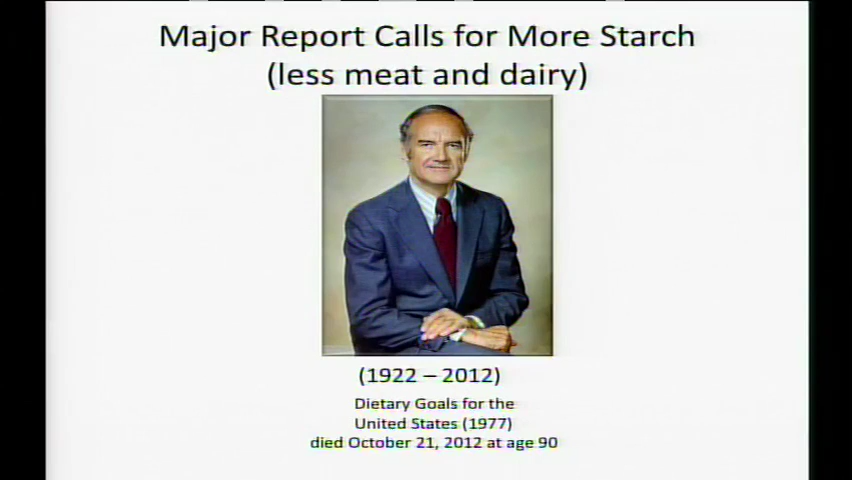 Major Report Calls for More Starch
(less meat and dairy)
(1922 – 2012)
Dietary Goals for the
United States (1977)
died October 21, 2012 at age 90